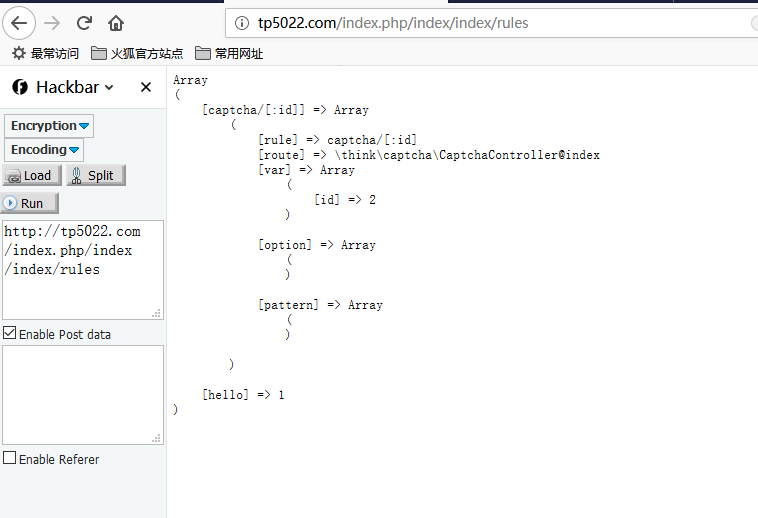 tp5022.com/index.php/index/index/rules
最常访问 火狐官方站点 常用网址
Hackbar
Encryption
Encoding
Load Split
Run
http://tp5022.com
/index.php/index
/index/rules
Enable Post data
Enable Referer
Array
(
[captcha/[:id]] => Array
(
[rule] => captcha/[:id]
[route] => \think\captcha\CaptchaController@index
[var] => Array
(
[id] => 2
)
[option] => Array
(
)
[pattern] => Array
(
)
)
[hello] => 1
)